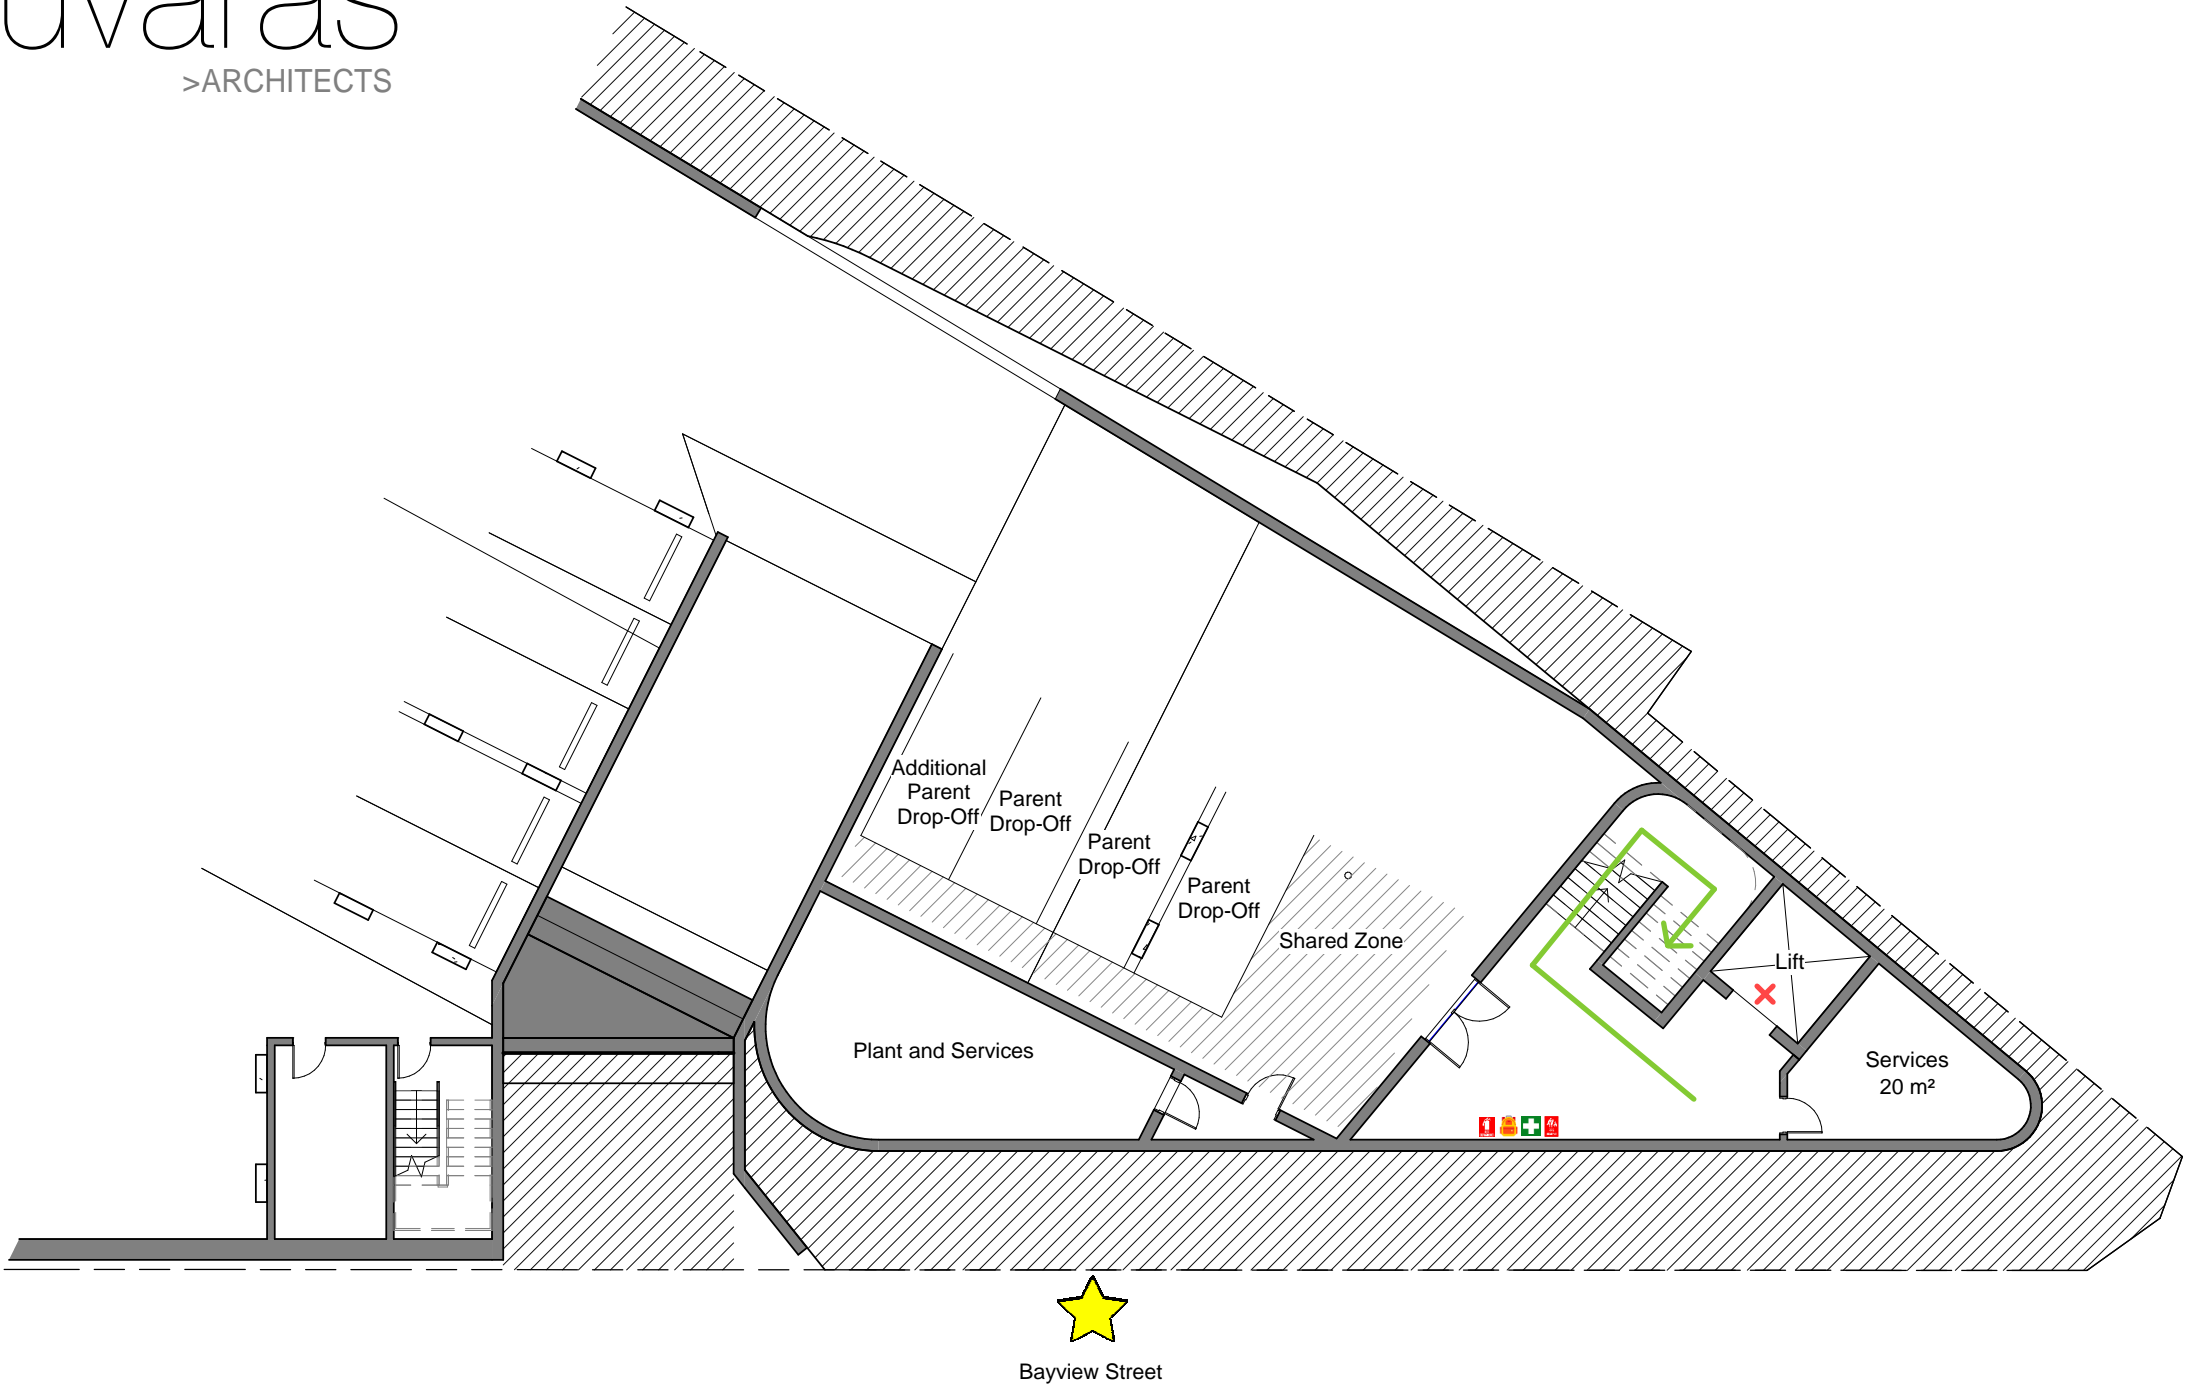 >ARCHITECTS
Additional
Parent
Drop-Off
Parent
Drop-Off
Parent
Drop-Off
Parent
Drop-Off
Shared Zone
Lift
Plant and Services
Services
20 m²
Bayview Street